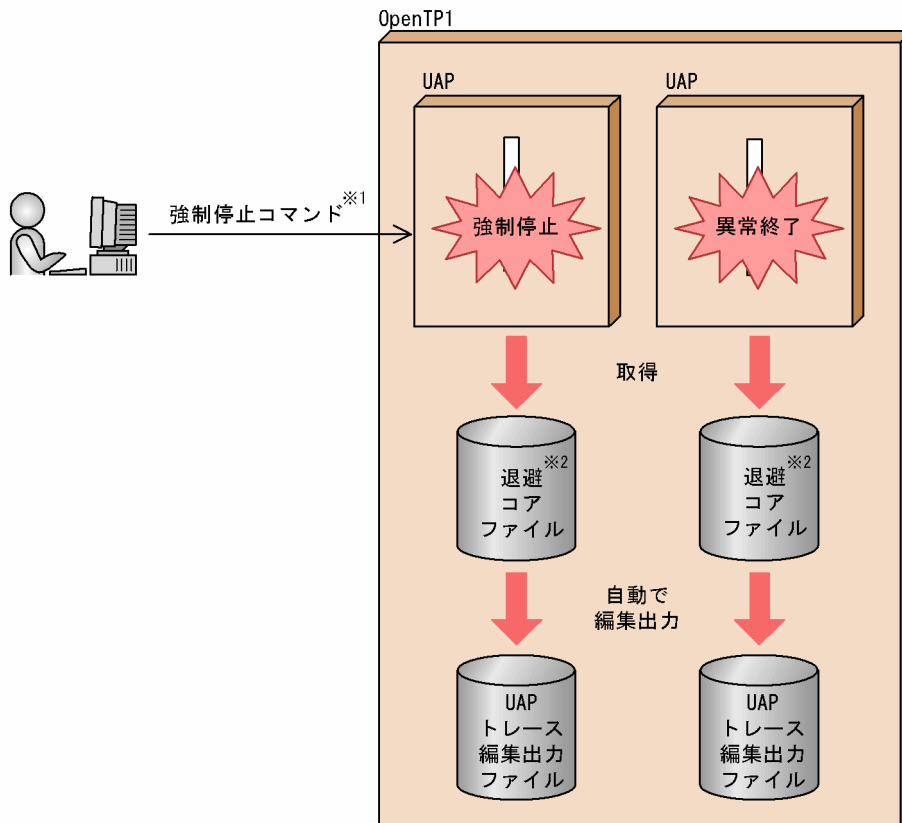 OpenTP1
UAP
UAP
強制停止コマンド※1
強制停止
異常終了
取得
退避※2
コア
ファイル
退避※2
コア
ファイル
自動で
編集出力
UAP
トレース
編集出力
ファイル
UAP
トレース
編集出力
ファイル